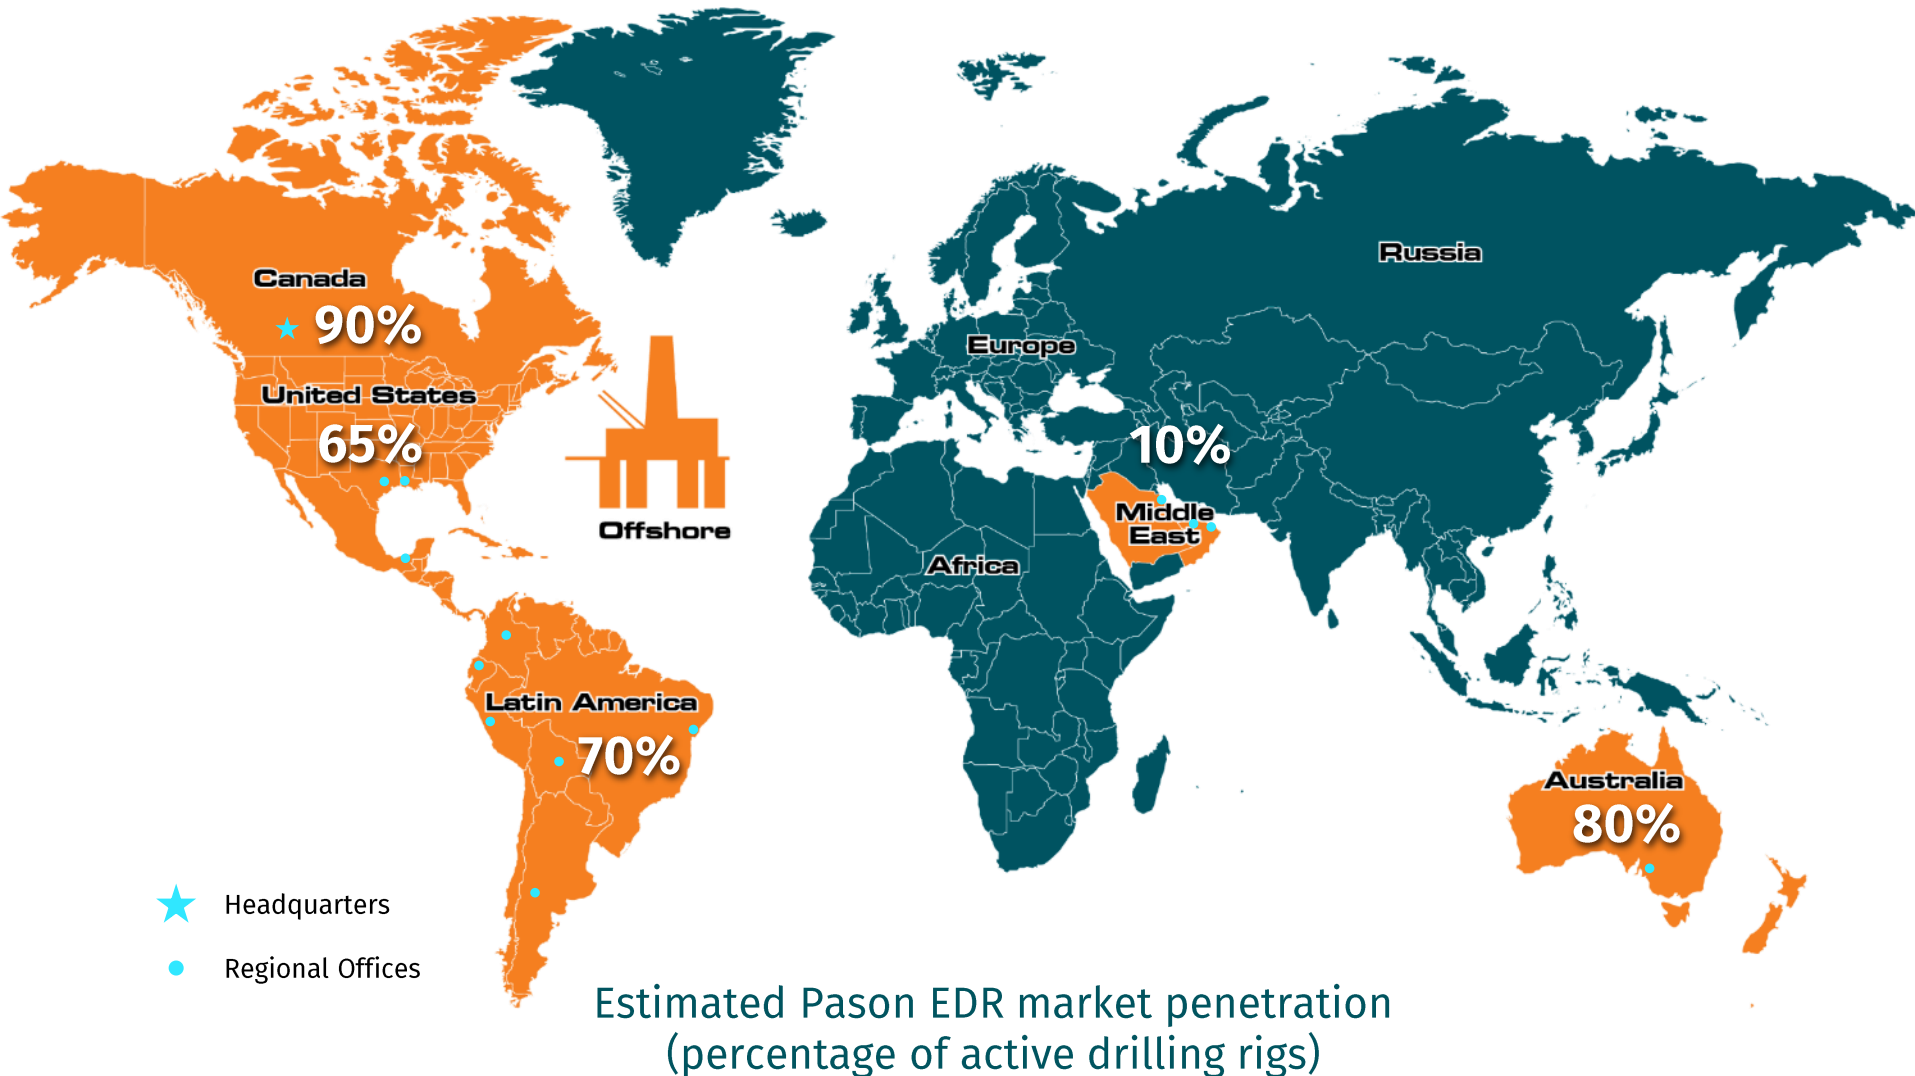 Canada
90%
United States
65%
Offshore
Latin America
70%
Russia
Europe
10%
Middle
East
Africa
Australia
80%
Headquarters
Regional Offices
Estimated Pason EDR market penetration
(percentage of active drilling rigs)